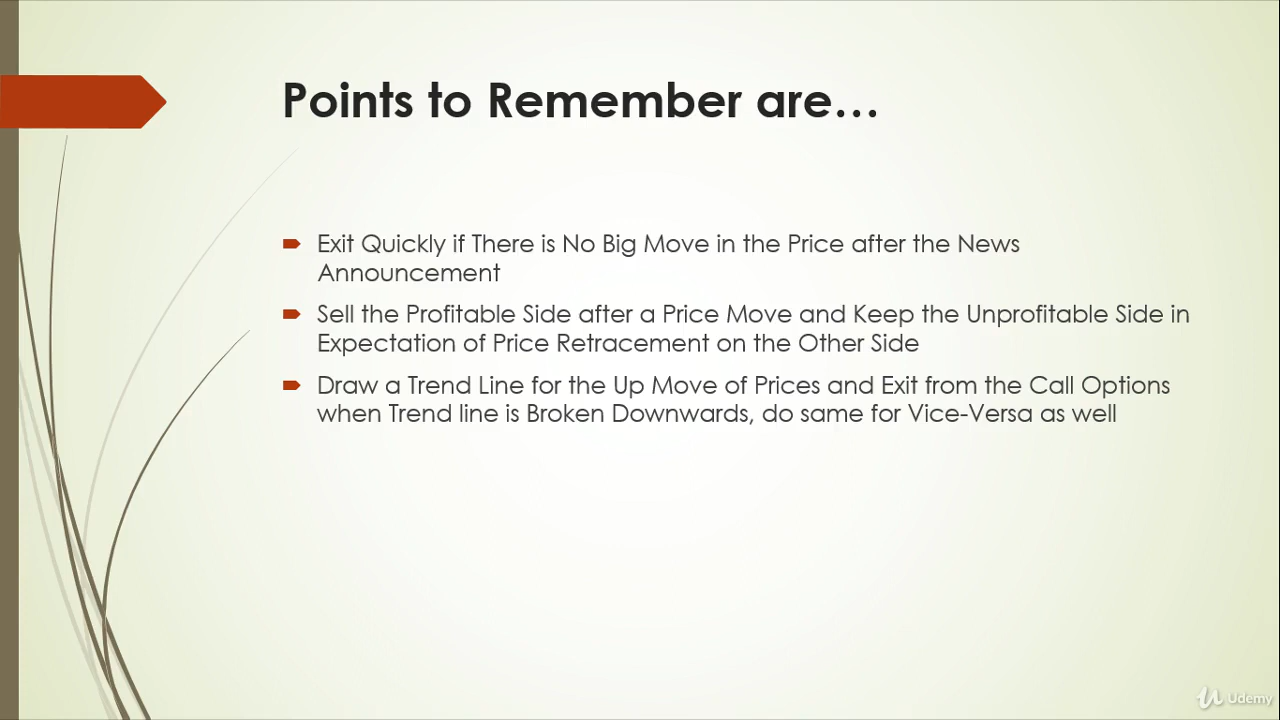 Points to Remember are…
Exit Quickly if There is No Big Move in the Price after the News
Announcement
Sell the Profitable Side after a Price Move and Keep the Unprofitable Side in
Expectation of Price Retracement on the Other Side
Draw a Trend Line for the Up Move of Prices and Exit from the Call Options
when Trend line is Broken Downwards, do same for Vice-Versa as well
Udemy